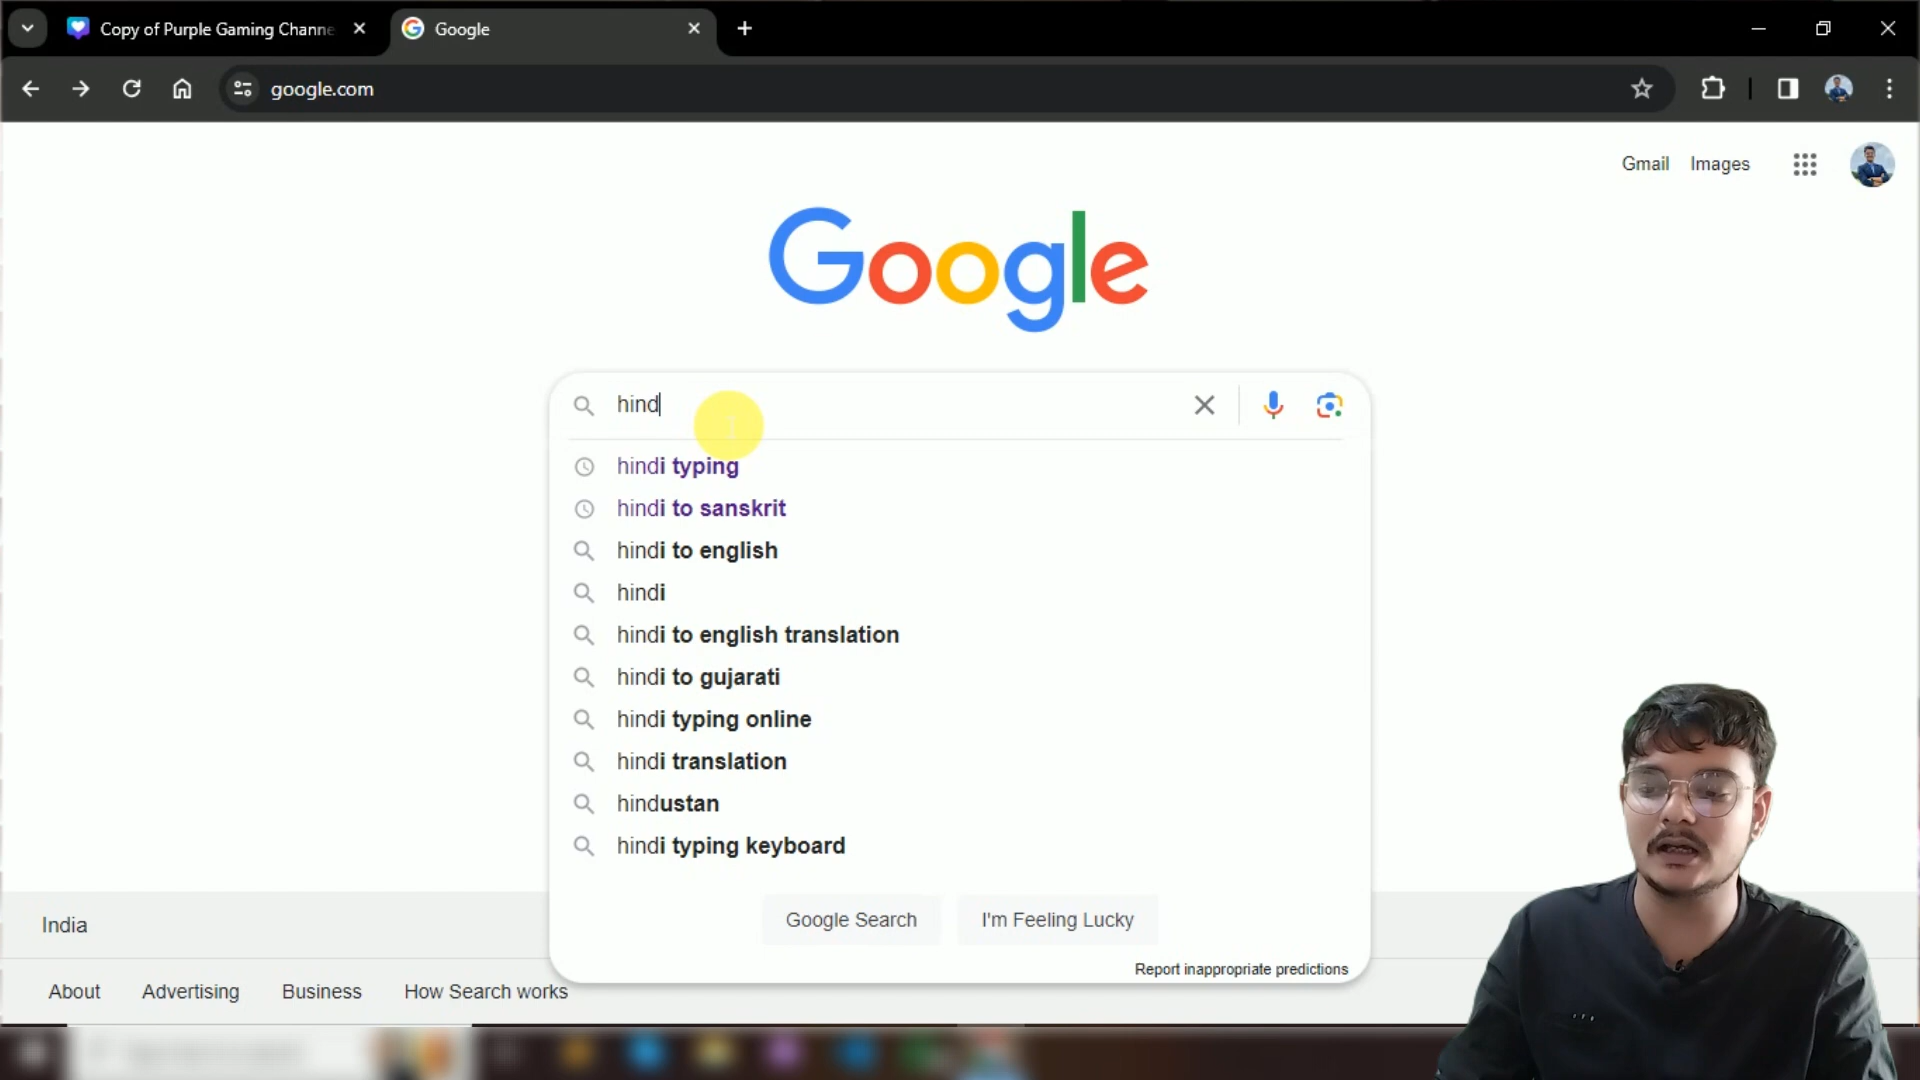 Copy of Purple Gaming Channe
Google
google.com
Gmail Images
Google
hind
hindi typing
hindi to sanskrit
hindi to english
hindi
hindi to english translation
hindi to gujarati
hindi typing online
hindi translation
hindustan
hindi typing keyboard
Google Search I'm Feeling Lucky
Report inappropriate predictions
India
About Advertising Business How Search works